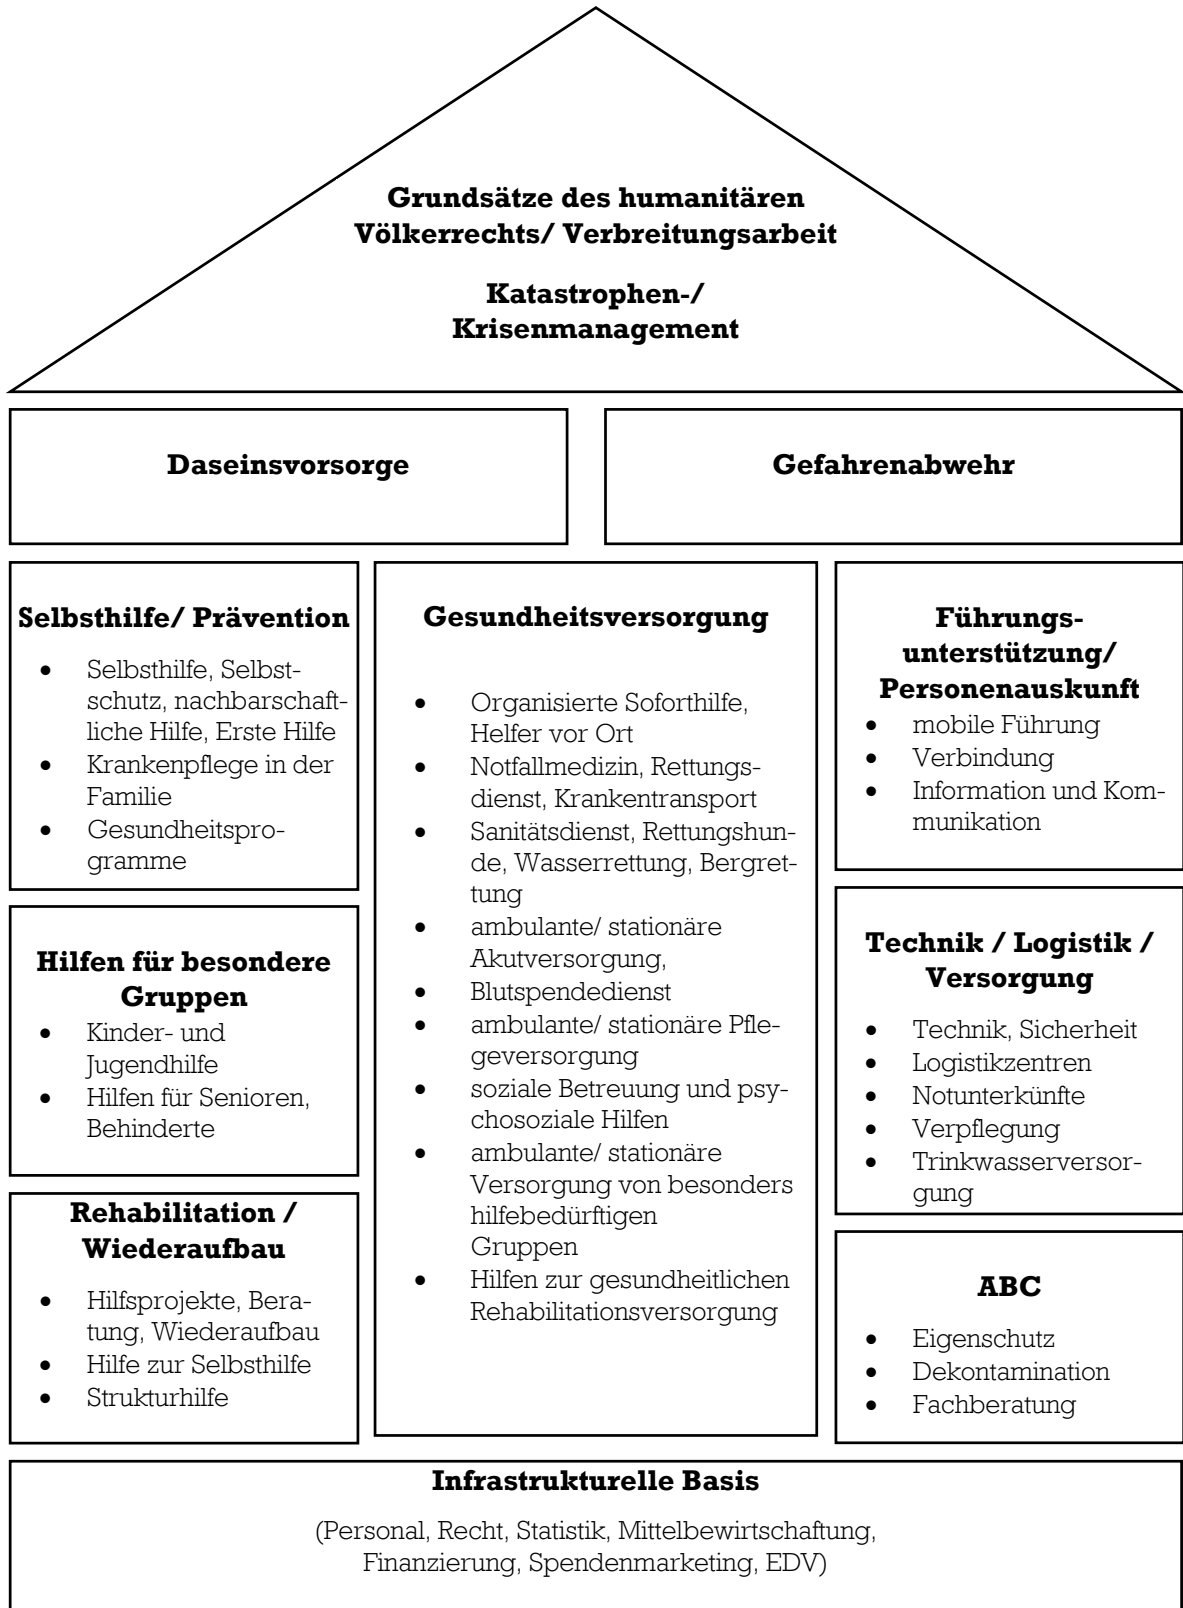 Grundsätze des humanitären
Völkerrechts/ Verbreitungsarbeit
Katastrophen-/
Krisenmanagement
Daseinsvorsorge
Gefahrenabwehr
Selbsthilfe/ Prävention
• Selbsthilfe, Selbst-
schutz, nachbarschaft-
liche Hilfe, Erste Hilfe
• Krankenpflege in der
Familie
• Gesundheitspro-
gramme
Hilfen für besondere
Gruppen
• Kinder- und
Jugendhilfe
• Hilfen für Senioren,
Behinderte
Rehabilitation /
Wiederaufbau
• Hilfsprojekte, Bera-
tung, Wiederaufbau
• Hilfe zur Selbsthilfe
• Strukturhilfe
Gesundheitsversorgung
• Organisierte Soforthilfe,
Helfer vor Ort
• Notfallmedizin, Rettungs-
dienst, Krankentransport
• Sanitätsdienst, Rettungshun-
de, Wasserrettung, Bergret-
tung
• ambulante/ stationäre
Akutversorgung,
• Blutspendedienst
• ambulante/ stationäre Pfle-
geversorgung
• soziale Betreuung und psy-
chosoziale Hilfen
• ambulante/ stationäre
Versorgung von besonders
hilfebedürftigen
Gruppen
• Hilfen zur gesundheitlichen
Rehabilitationsversorgung
Führungs-
unterstützung/
Personenauskunft
• mobile Führung
• Verbindung
• Information und Kom-
munikation
Technik / Logistik /
Versorgung
• Technik, Sicherheit
• Logistikzentren
• Notunterkünfte
• Verpflegung
• Trinkwasserversor-
gung
ABC
• Eigenschutz
• Dekontamination
• Fachberatung
Infrastrukturelle Basis
(Personal, Recht, Statistik, Mittelbewirtschaftung,
Finanzierung, Spendenmarketing, EDV)